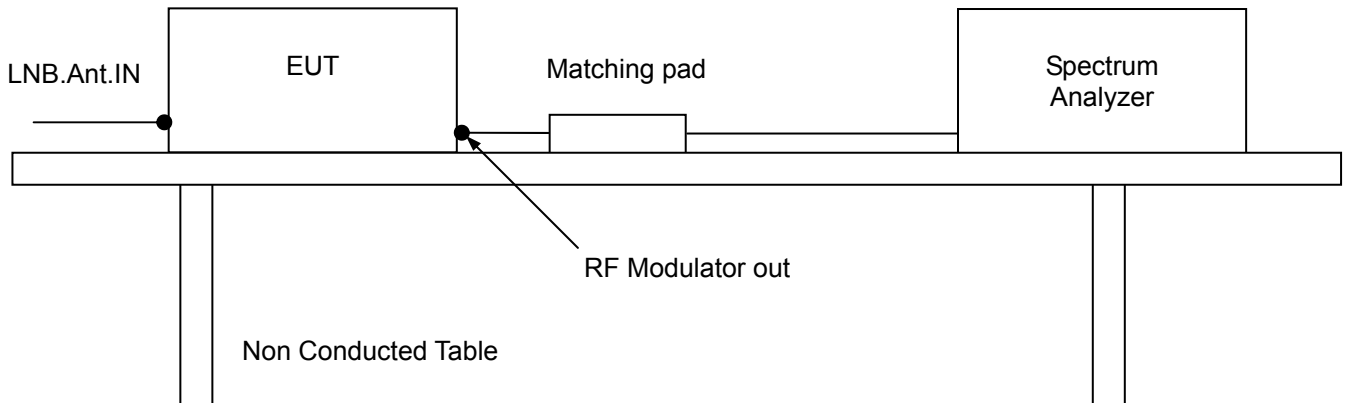 LNB.Ant.IN
EUT
Matching pad
Spectrum
Analyzer
RF Modulator out
Non Conducted Table